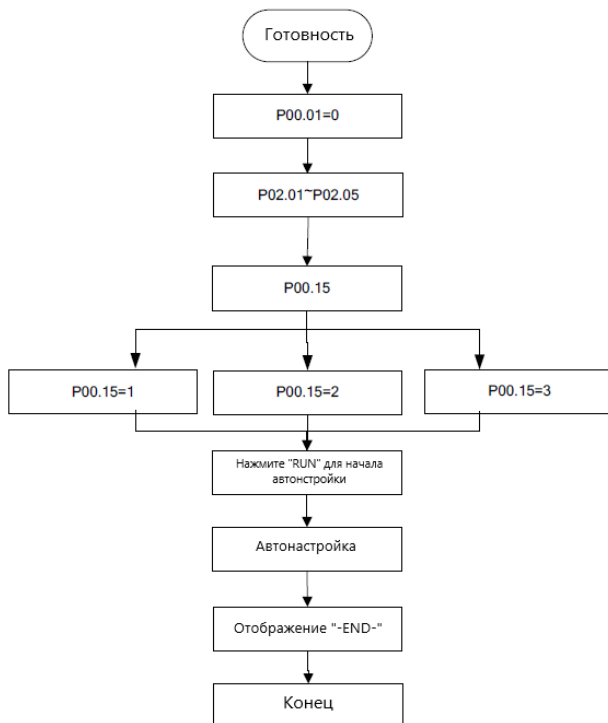 Готовность
P00.01=0
P02.01~P02.05
P00.15
P00.15=1
P00.15=2
P00.15=3
Нажмите "RUN" для начала
автонстройки
Автонастройка
Отображение "-END-"
Конец